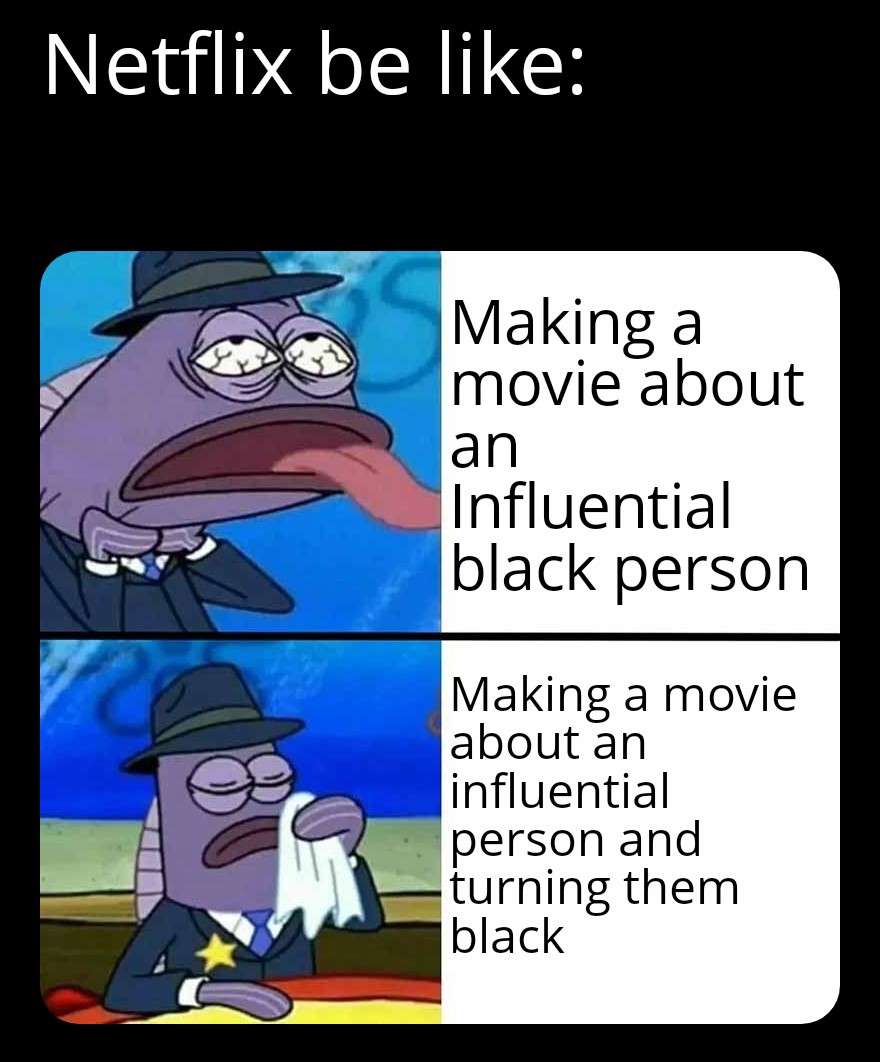 Netflix be like:
Making a
movie about
an
Influential
black person
Making a movie
about an
influential
person and
turning them
black